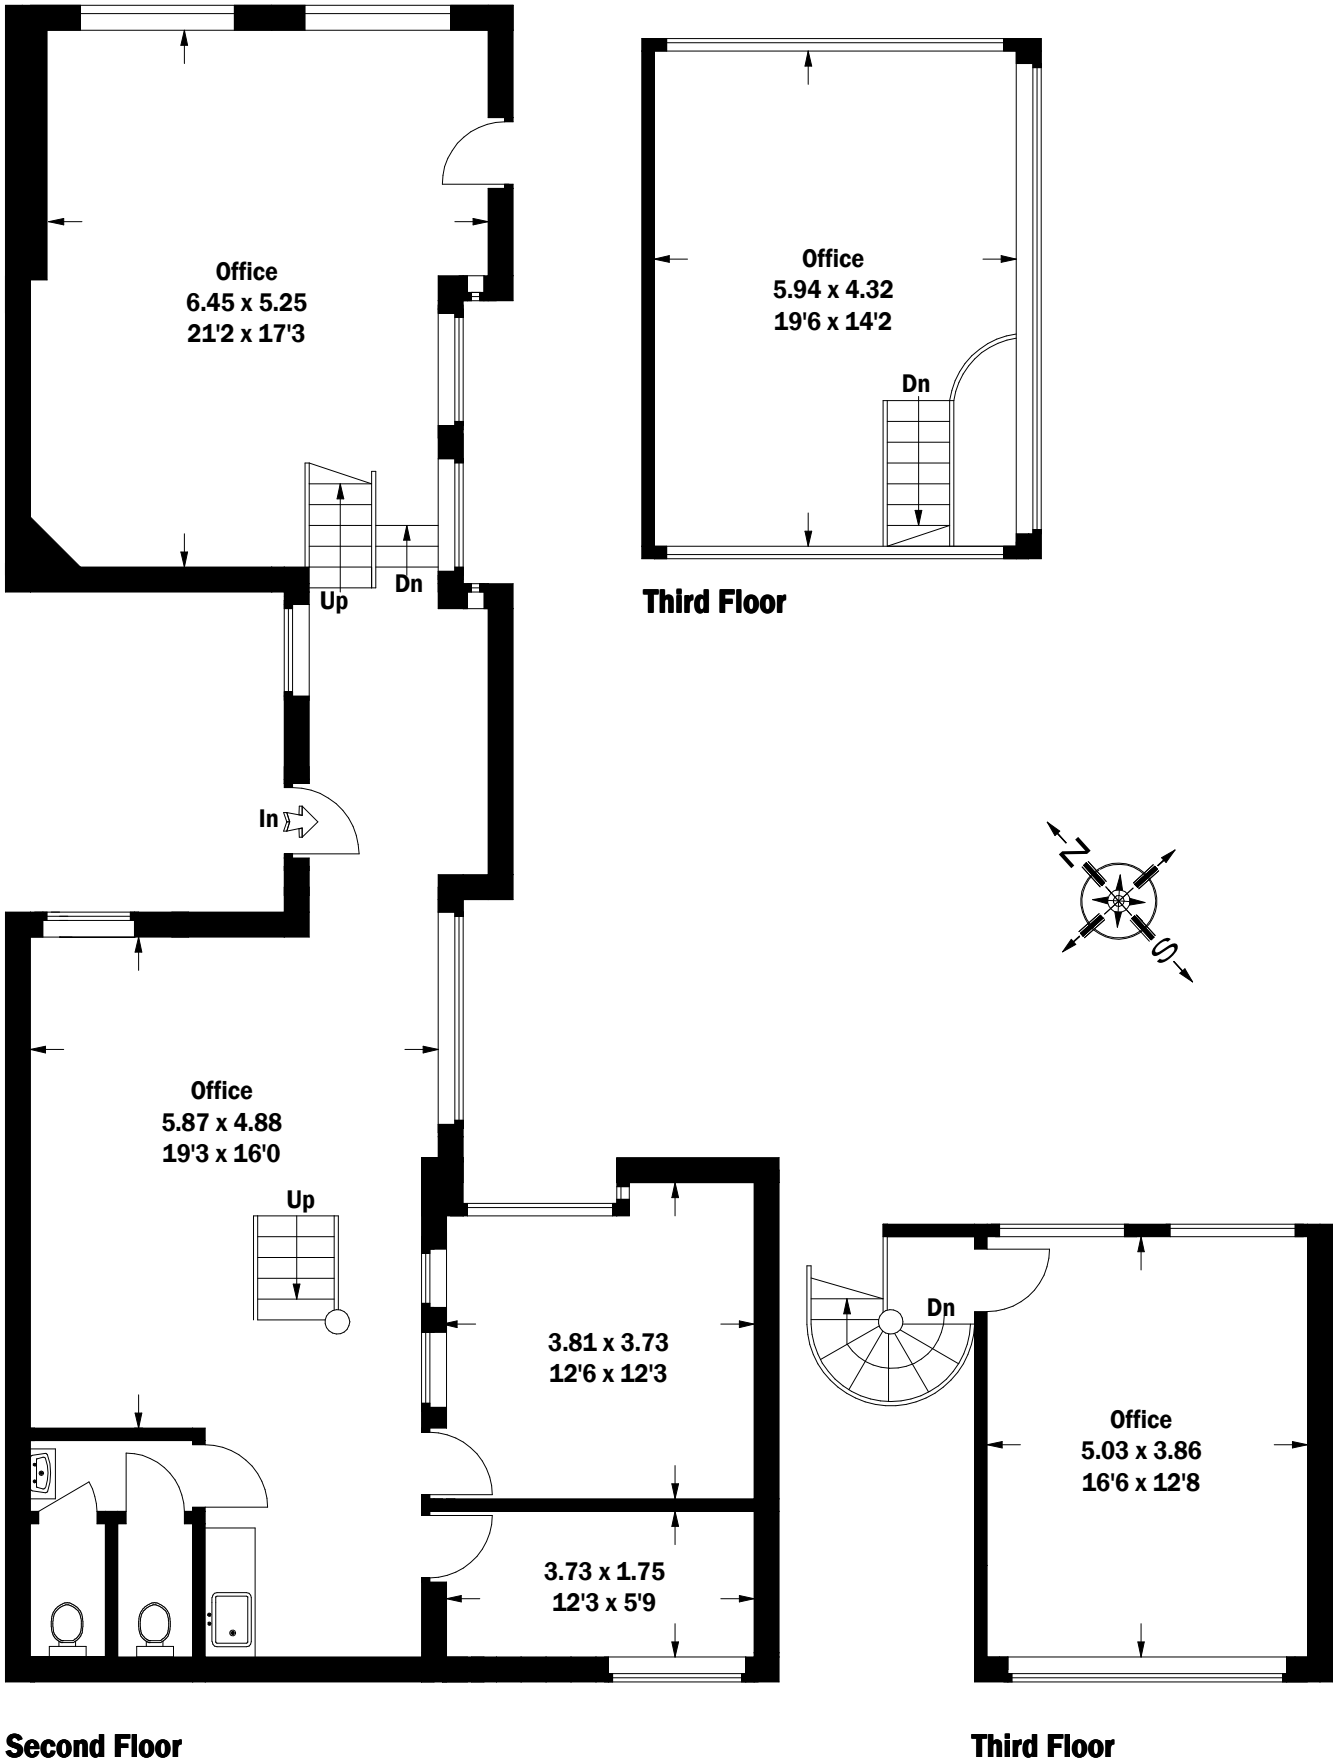 Office
6.45 x 5.25
21'2 x 17'3
Up
Dn
Office
5.94 x 4.32
19'6 x 14'2
Dn
Third Floor
In
N
S
Office
5.87 x 4.88
19'3 x 16'0
Up
3.81 x 3.73
12'6 x 12'3
3.73 x 1.75
12'3 x 5'9
Dn
Office
5.03 x 3.86
16'6 x 12'8
Second Floor
Third Floor